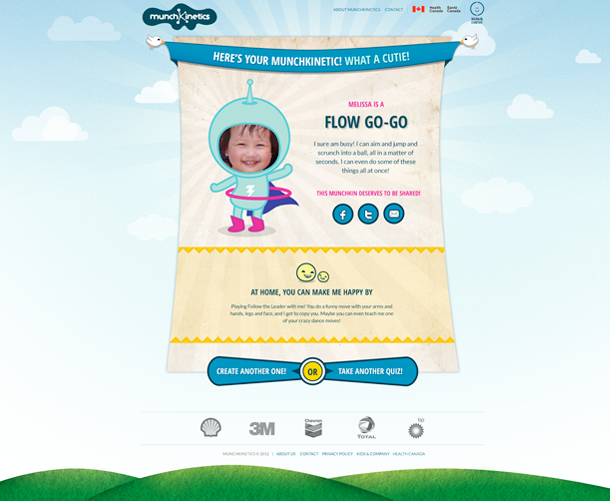 munchkinetics
ABOUT MUNCHKINETICS CONTACT
Health Canada Santé Canada
HERE'S YOUR MUNCHKINETIC! WHAT A CUTIE!
MELISSA IS A
FLOW GO-GO
I sure am busy! I can aim and jump and
scrunch into a ball, all in a matter of
seconds. I can even do some of these
things all at once!
THIS MUNCHKIN DESERVES TO BE SHARED!
AT HOME, YOU CAN MAKE ME HAPPY BY
Playing Follow the Leader with me! You do a funny move with your arms and
hands, legs and face, and I get to copy you. Maybe you can even teach me one
of your crazy dance moves!
CREATE ANOTHER ONE! OR TAKE ANOTHER QUIZ!
3M
Chevron
TOTAL
bp
MUNCHKINETICS © 2012 | ABOUT US CONTACT PRIVACY POLICY KIDS & COMPANY HEALTH CANADA